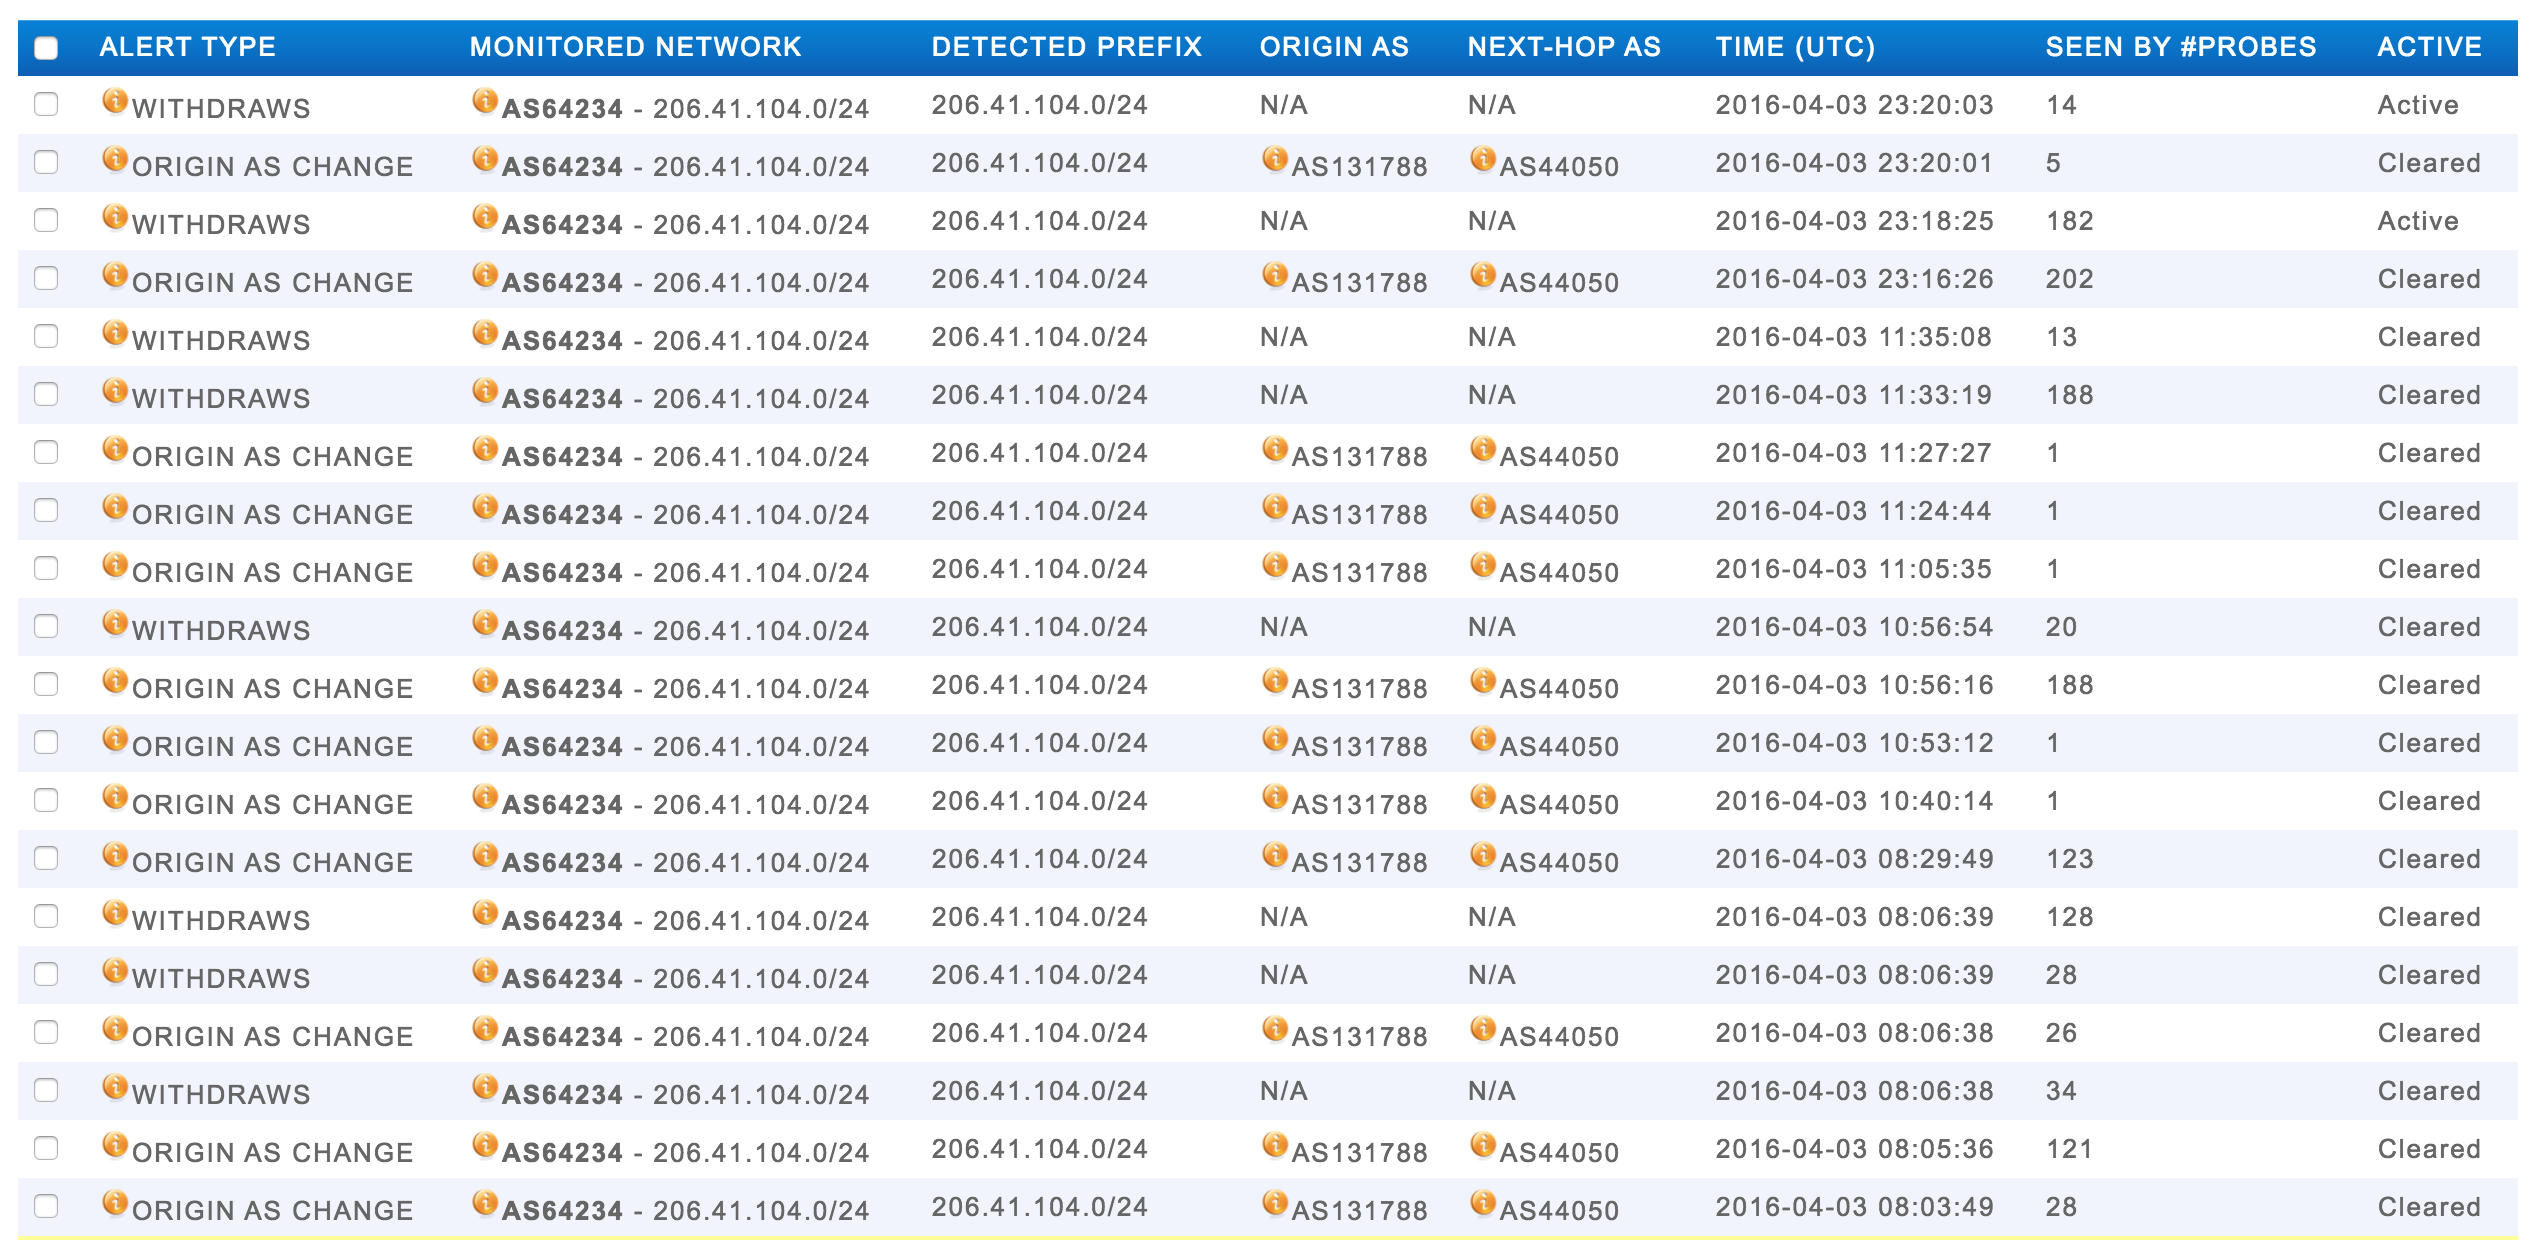 ALERT TYPE MONITORED NETWORK DETECTED PREFIX ORIGIN AS NEXT-HOP AS TIME (UTC) SEEN BY #PROBES ACTIVE
WITHDRAWS AS64234 - 206.41.104.0/24 206.41.104.0/24 N/A N/A 2016-04-03 23:20:03 14 Active
ORIGIN AS CHANGE AS64234 - 206.41.104.0/24 206.41.104.0/24 AS131788 AS44050 2016-04-03 23:20:01 5 Cleared
WITHDRAWS AS64234 - 206.41.104.0/24 206.41.104.0/24 N/A N/A 2016-04-03 23:18:25 182 Active
ORIGIN AS CHANGE AS64234 - 206.41.104.0/24 206.41.104.0/24 AS131788 AS44050 2016-04-03 23:16:26 202 Cleared
WITHDRAWS AS64234 - 206.41.104.0/24 206.41.104.0/24 N/A N/A 2016-04-03 11:35:08 13 Cleared
WITHDRAWS AS64234 - 206.41.104.0/24 206.41.104.0/24 N/A N/A 2016-04-03 11:33:19 188 Cleared
ORIGIN AS CHANGE AS64234 - 206.41.104.0/24 206.41.104.0/24 AS131788 AS44050 2016-04-03 11:27:27 1 Cleared
ORIGIN AS CHANGE AS64234 - 206.41.104.0/24 206.41.104.0/24 AS131788 AS44050 2016-04-03 11:24:44 1 Cleared
ORIGIN AS CHANGE AS64234 - 206.41.104.0/24 206.41.104.0/24 AS131788 AS44050 2016-04-03 11:05:35 1 Cleared
WITHDRAWS AS64234 - 206.41.104.0/24 206.41.104.0/24 N/A N/A 2016-04-03 10:56:54 20 Cleared
ORIGIN AS CHANGE AS64234 - 206.41.104.0/24 206.41.104.0/24 AS131788 AS44050 2016-04-03 10:56:16 188 Cleared
ORIGIN AS CHANGE AS64234 - 206.41.104.0/24 206.41.104.0/24 AS131788 AS44050 2016-04-03 10:53:12 1 Cleared
ORIGIN AS CHANGE AS64234 - 206.41.104.0/24 206.41.104.0/24 AS131788 AS44050 2016-04-03 10:40:14 1 Cleared
ORIGIN AS CHANGE AS64234 - 206.41.104.0/24 206.41.104.0/24 AS131788 AS44050 2016-04-03 08:29:49 123 Cleared
WITHDRAWS AS64234 - 206.41.104.0/24 206.41.104.0/24 N/A N/A 2016-04-03 08:06:39 128 Cleared
WITHDRAWS AS64234 - 206.41.104.0/24 206.41.104.0/24 N/A N/A 2016-04-03 08:06:39 28 Cleared
ORIGIN AS CHANGE AS64234 - 206.41.104.0/24 206.41.104.0/24 AS131788 AS44050 2016-04-03 08:06:38 26 Cleared
WITHDRAWS AS64234 - 206.41.104.0/24 206.41.104.0/24 N/A N/A 2016-04-03 08:06:38 34 Cleared
ORIGIN AS CHANGE AS64234 - 206.41.104.0/24 206.41.104.0/24 AS131788 AS44050 2016-04-03 08:05:36 121 Cleared
ORIGIN AS CHANGE AS64234 - 206.41.104.0/24 206.41.104.0/24 AS131788 AS44050 2016-04-03 08:03:49 28 Cleared